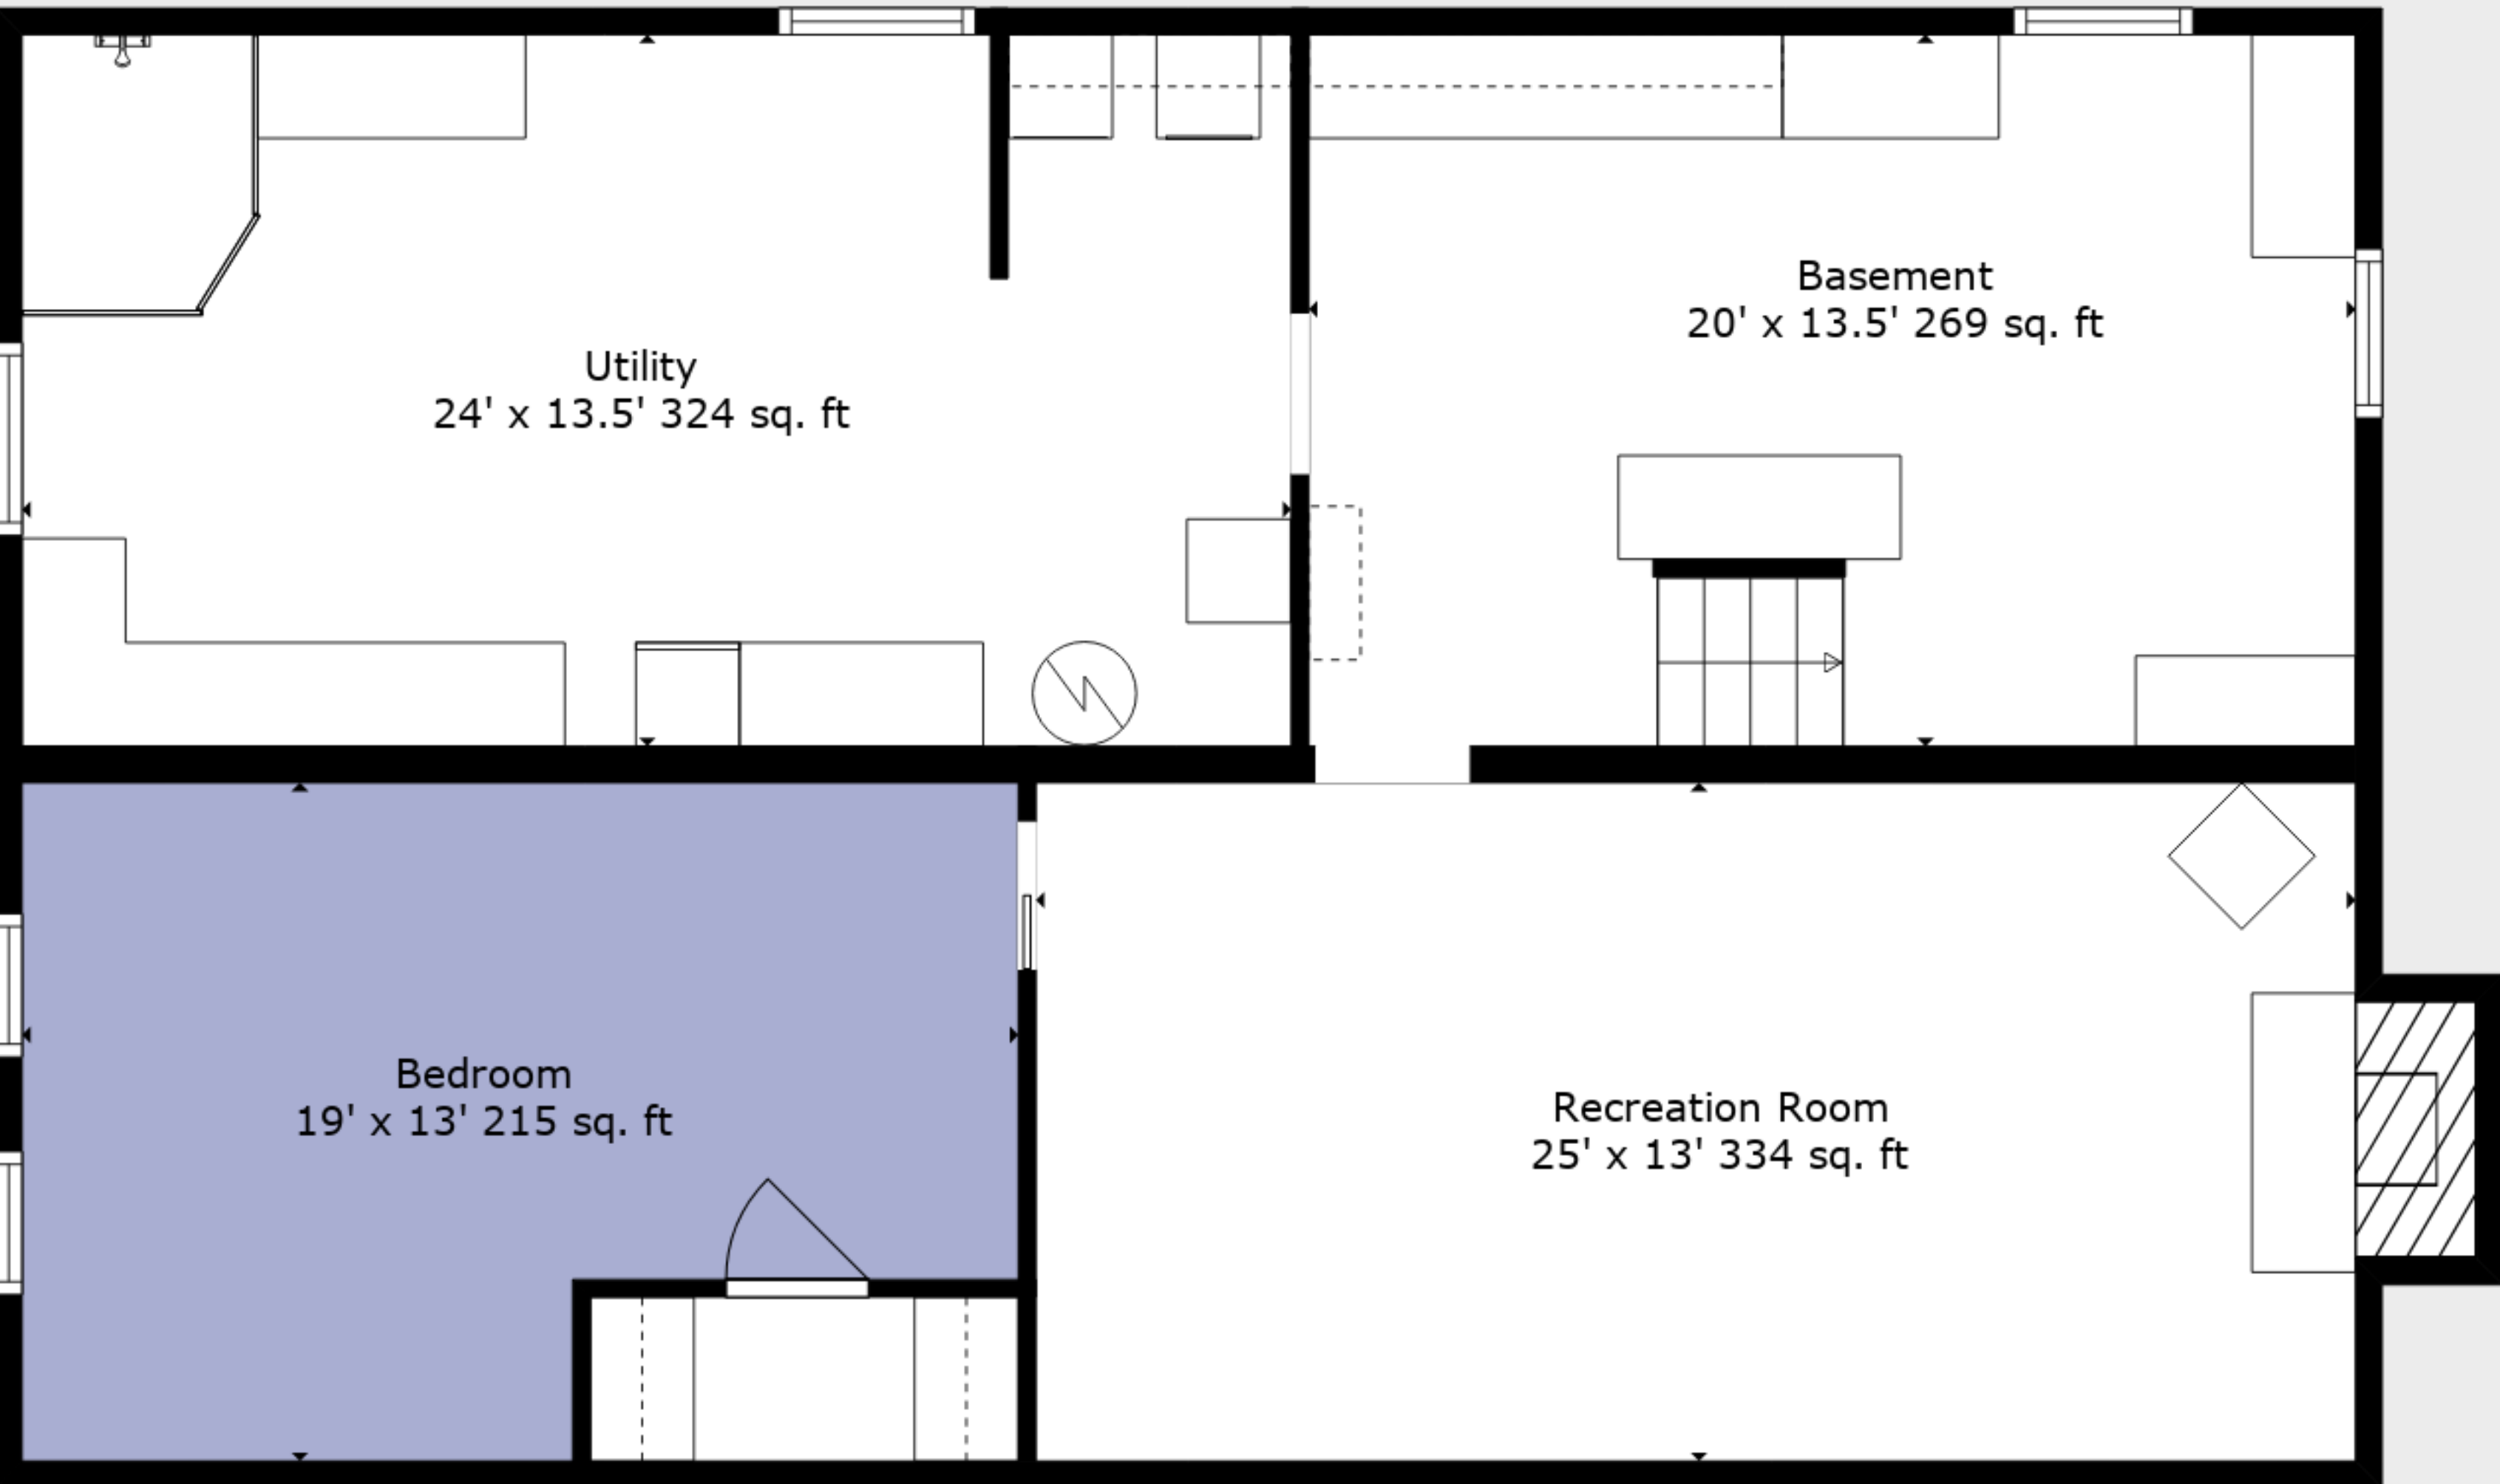 Basement
20' x 13.5' 269 sq. ft
Utility
24' x 13.5' 324 sq. ft
Bedroom
19' x 13' 215 sq. ft
Recreation Room
25' x 13' 334 sq. ft